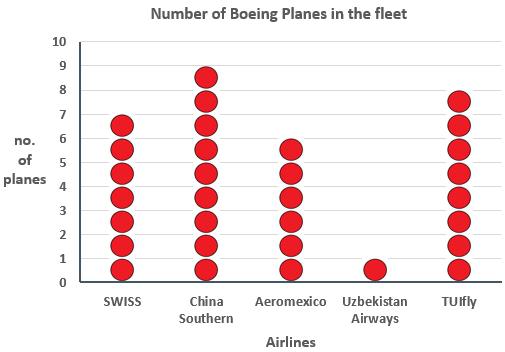 Number of Boeing Planes in the fleet
10
9
8
7
6
5
4
3
2
1
0
no.
of
planes
SWISS
China
Southern
Aeromexico
Uzbekistan
Airways
TUIfly
Airlines